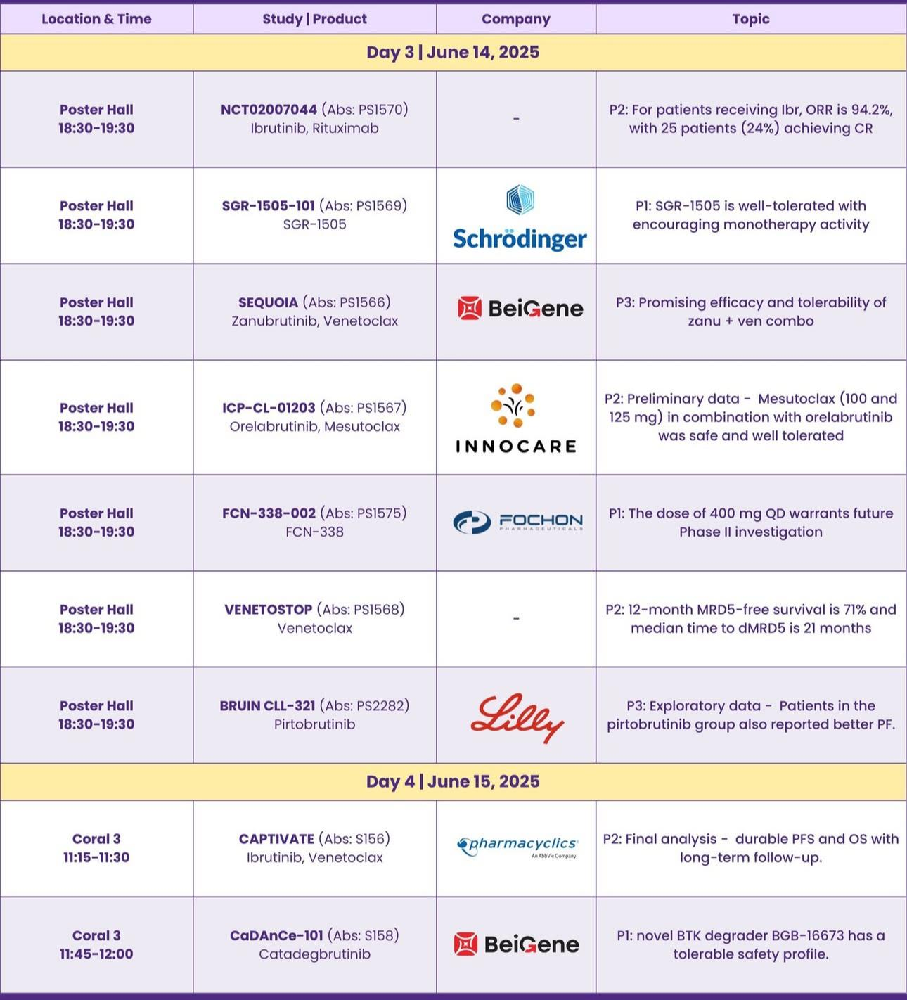 Location & Time
Study | Product
Company
Topic
Day 3 | June 14, 2025
Poster Hall
18:30-19:30
NCT02007044 (Abs: PS1570)
Ibrutinib, Rituximab
-
P2: For patients receiving Ibr, ORR is 94.2%,
with 25 patients (24%) achieving CR
Poster Hall
18:30-19:30
SGR-1505-101 (Abs: PS1569)
SGR-1505
Schrödinger
P1: SGR-1505 is well-tolerated with
encouraging monotherapy activity
Poster Hall
18:30-19:30
SEQUOIA (Abs: PS1566)
Zanubrutinib, Venetoclax
BeiGene
P3: Promising efficacy and tolerability of
zanu + ven combo
Poster Hall
18:30-19:30
ICP-CL-01203 (Abs: PS1567)
Orelabrutinib, Mesutoclax
INNOCARE
P2: Preliminary data - Mesutoclax (100 and
125 mg) in combination with orelabrutinib
was safe and well tolerated
Poster Hall
18:30-19:30
FCN-338-002 (Abs: PS1575)
FCN-338
FOCHON
PHARMACEUTICALS
P1: The dose of 400 mg QD warrants future
Phase II investigation
Poster Hall
18:30-19:30
VENETOSTOP (Abs: PS1568)
Venetoclax
-
P2: 12-month MRD5-free survival is 71% and
median time to dMRD5 is 21 months
Poster Hall
18:30-19:30
BRUIN CLL-321 (Abs: PS2282)
Pirtobrutinib
Lilly
P3: Exploratory data - Patients in the
pirtobrutinib group also reported better PF.
Day 4 | June 15, 2025
Coral 3
11:15-11:30
CAPTIVATE (Abs: S156)
Ibrutinib, Venetoclax
pharmacyclics
An AbbVie Company
P2: Final analysis - durable PFS and OS with
long-term follow-up.
Coral 3
11:45-12:00
CaDAnCe-101 (Abs: S158)
Catadegbrutinib
BeiGene
P1: novel BTK degrader BGB-16673 has a
tolerable safety profile.